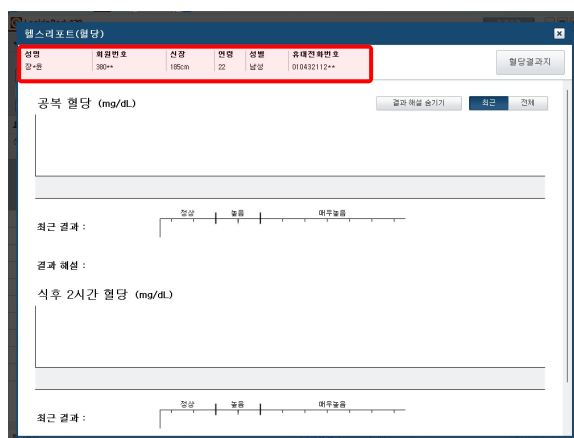 헬스리포트(혈당)
성명 회원번호 신장 연령 성별 휴대전화번호
장*윤 380** 185cm 22 남성 010432112**
혈당결과지
공복 혈당 (mg/dL)
결과 해설 숨기기 최근 전체
정상 높음 매우높음
최근 결과 :
결과 해설 :
식후 2시간 혈당 (mg/dL)
정상 높음 매우높음
최근 결과 :